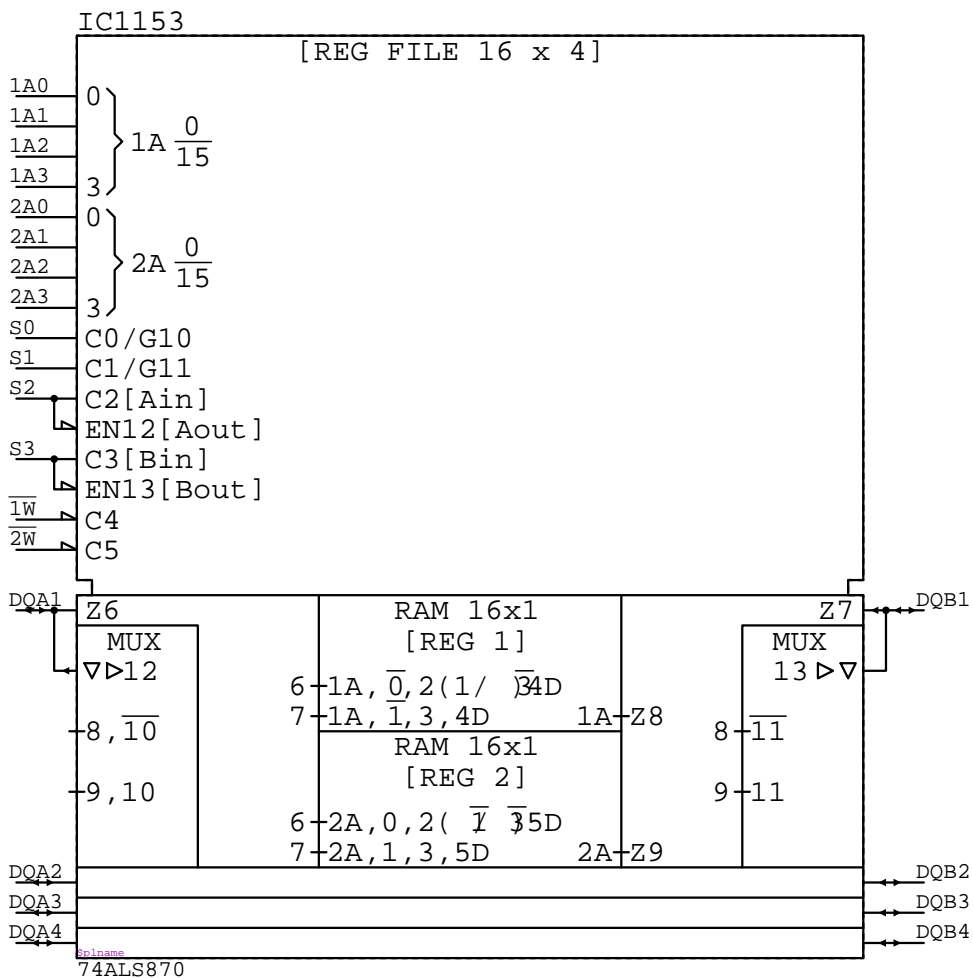 IC1153
[REG FILE 16 x 4]
1A0
0
1A1
1A 0/15
1A2
1A3
3
2A0
0
2A1
2A 0/15
2A2
2A3
3
S0 C0/G10
S1 C1/G11
S2 C2[Ain]
EN12[Aout]
S3 C3[Bin]
EN13[Bout]
1W C4
2W C5
DQA1 Z6 RAM 16x1 Z7 DQB1
MUX [REG 1] MUX
12 13
6 1A, 0,2(1/ )34D
7 1A, 1,3,4D 1A Z8
8,10 8 11
RAM 16x1
[REG 2]
9,10 9 11
6 2A,0,2( 1/ 35D
7 2A,1,3,5D 2A Z9
DQA2 DQB2
DQA3 DQB3
DQA4 DQB4
$plname
74ALS870